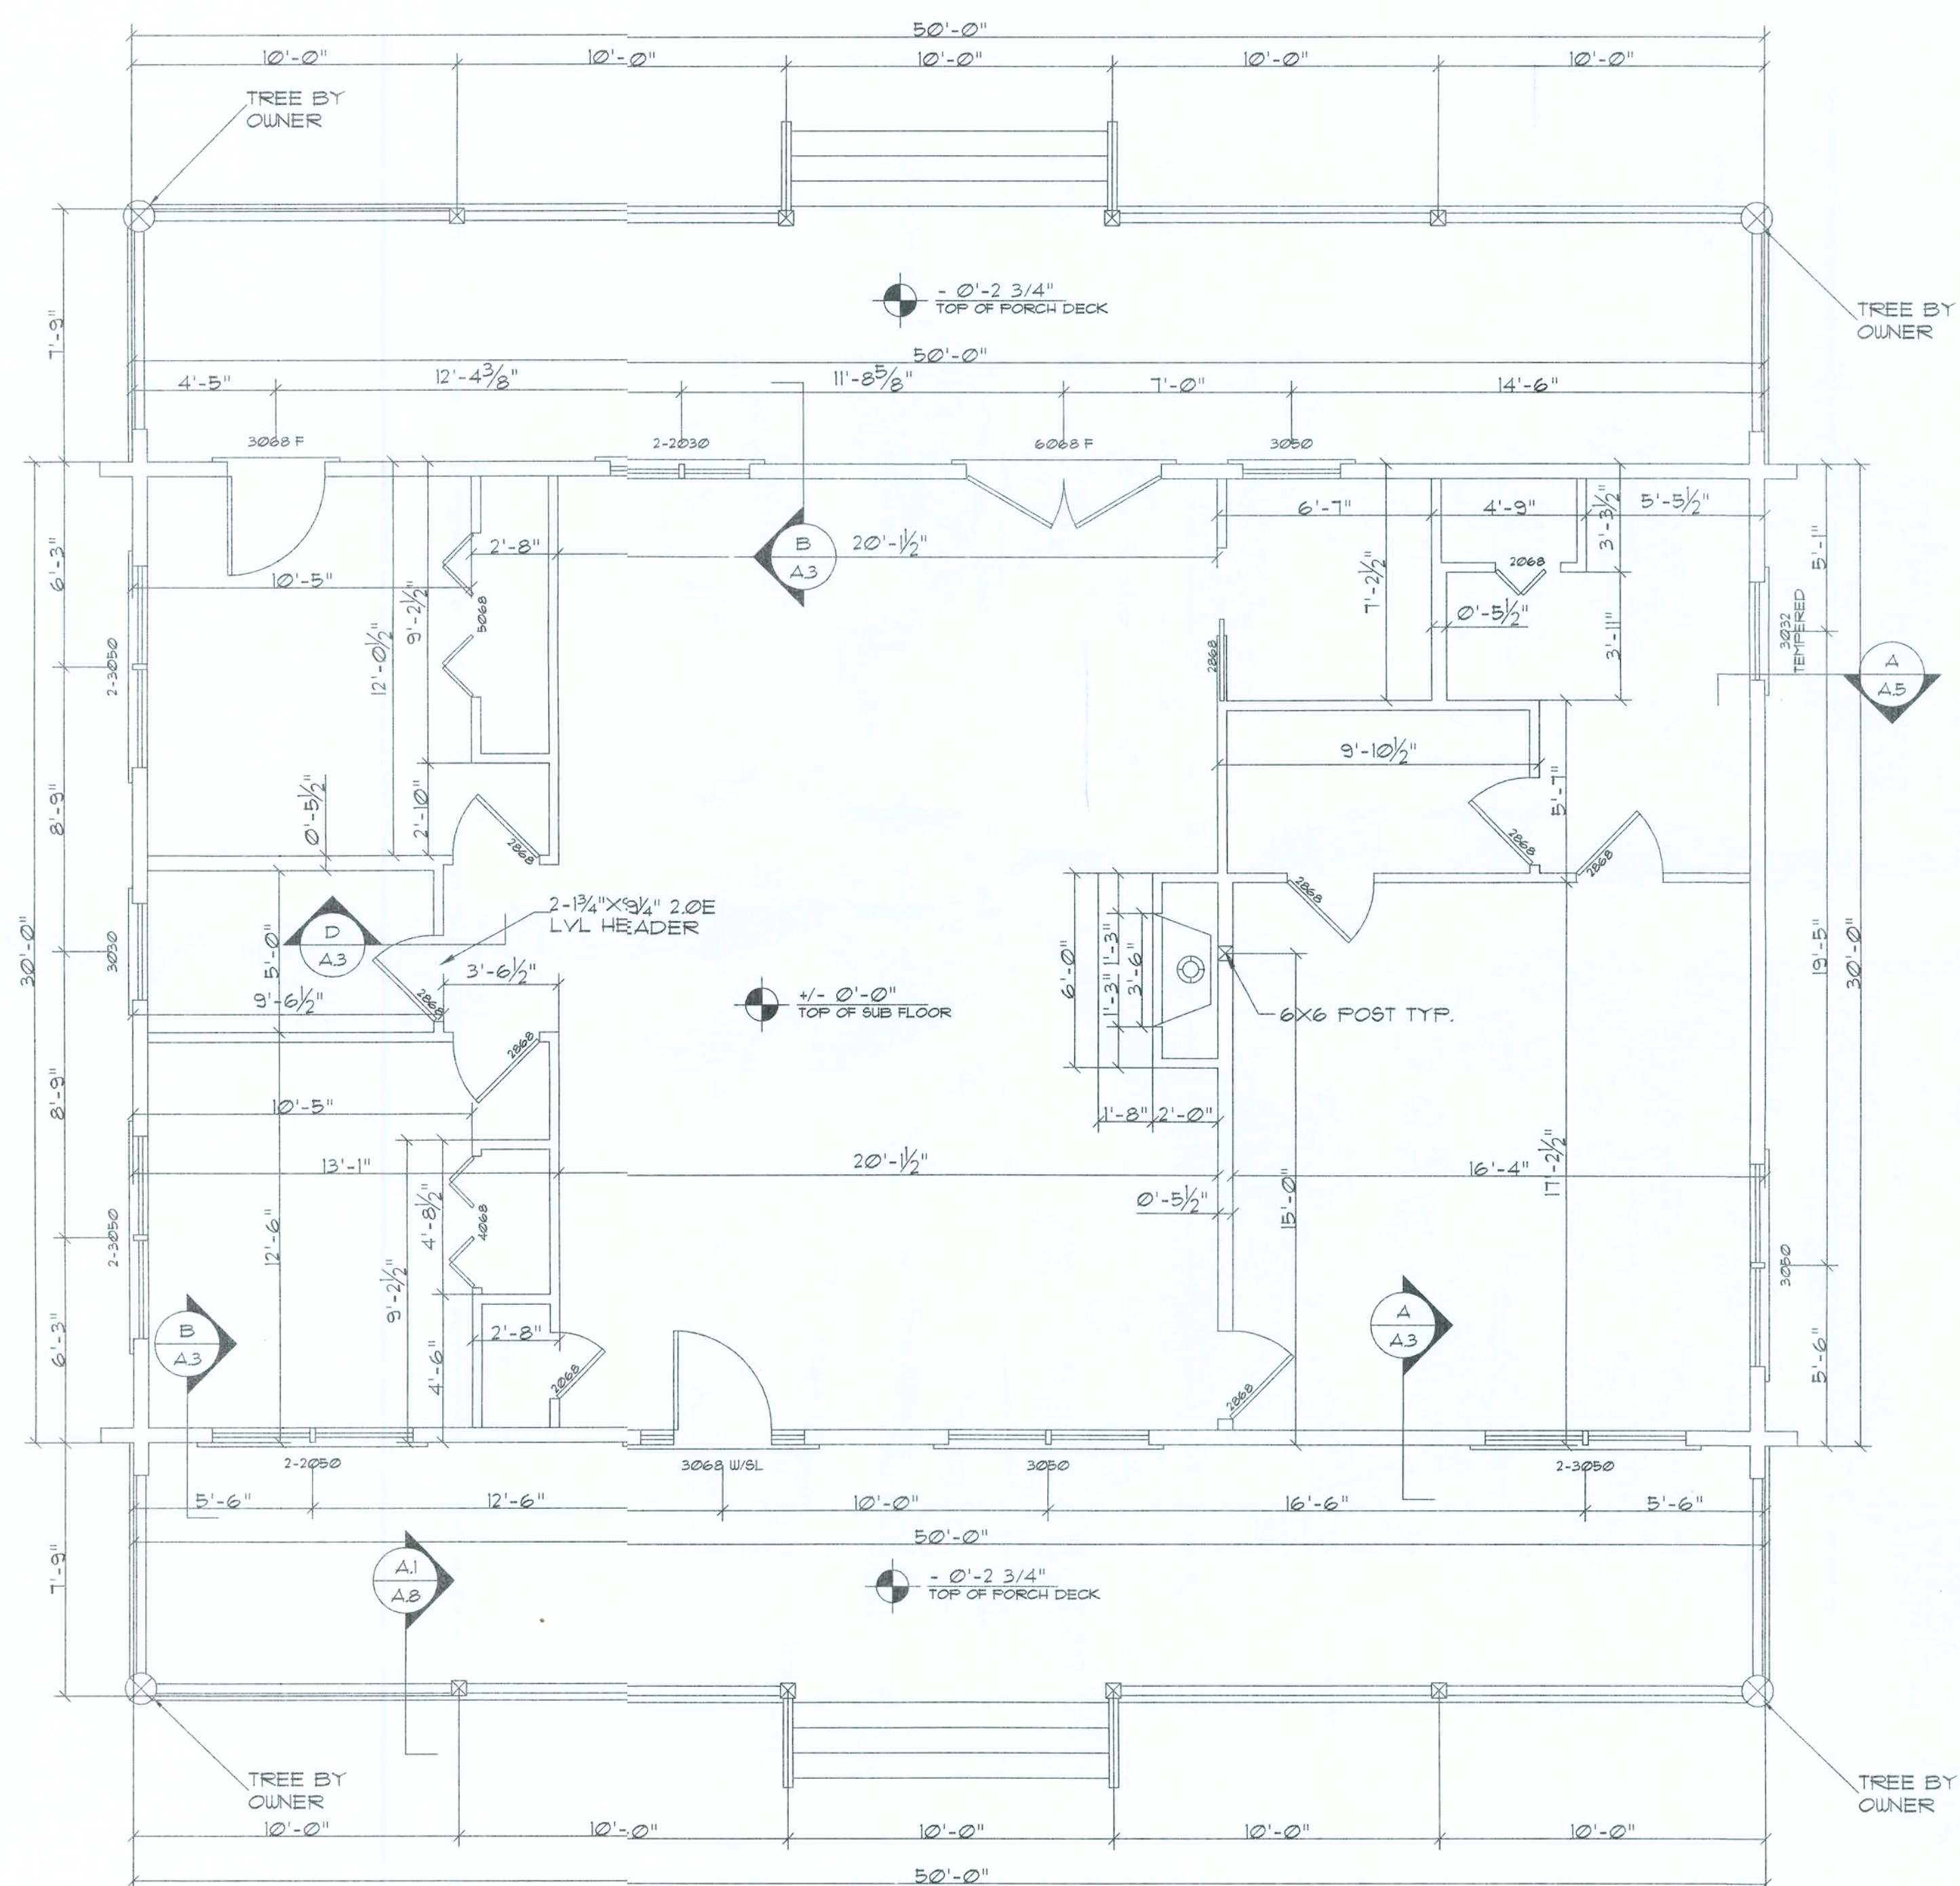 50'-0"
10'-0" 10'-0" 10'-0" 10'-0" 10'-0"
TREE BY
OWNER
- 0'-2 3/4"
TOP OF PORCH DECK
TREE BY
OWNER
7'-9"
50'-0"
4'-5" 12'-4 3/8" 11'-8 5/8" 7'-0" 14'-6"
3068 F 2-2030 6068 F 3050
6'-7" 4'-9" 3'-3 1/2" 5'-5 1/2"
6'-3" 2'-8" B 20'-1 1/2" 5'-1"
A.3
10'-5" 9'-2 1/2" 5068 7'-2 1/2" 2068
12'-0 1/2" 0'-5 1/2" 3'-11" 3032
TEMPERED
2-3050 2868 A
A.5
9'-10 1/2"
8'-9" 0'-5 1/2" 2'-10" 5'-7"
2868 2868 2868
2868
2-1 3/4"X9 1/4" 2.0E
LVL HEADER
D
A.3
30'-0" 3030 5'-0" 3'-6 1/2" 6'-0" 1'-3" 1'-3" 3'-6" 19'-5" 30'-0"
9'-6 1/2" 2868
+/- 0'-0"
TOP OF SUB FLOOR
6X6 POST TYP.
2868
8'-9" 10'-5" 1'-8" 2'-0"
13'-1" 20'-1 1/2" 16'-4" 17'-2 1/2"
4'-8 1/2" 4068 0'-5 1/2" 15'-0"
2-3050 12'-6" 9'-2 1/2" 3050
B
A.3
6'-3" 4'-6" 2'-8" 2068 A
A.3
2868 5'-6"
2-2050 3068 W/SL 3050 2-3050
5'-6" 12'-6" 10'-0" 16'-6" 5'-6"
50'-0"
7'-9" A.1
A.8
- 0'-2 3/4"
TOP OF PORCH DECK
TREE BY
OWNER
TREE BY
OWNER
10'-0" 10'-0" 10'-0" 10'-0" 10'-0"
50'-0"